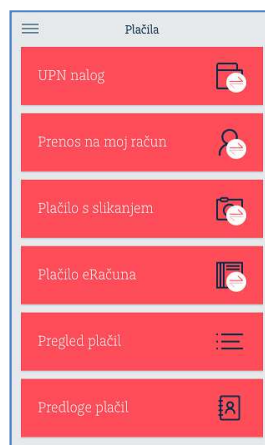 Plačila
UPN nalog
Prenos na moj račun
Plačilo s slikanjem
Plačilo eRačuna
Pregled plačil
Predloge plačil